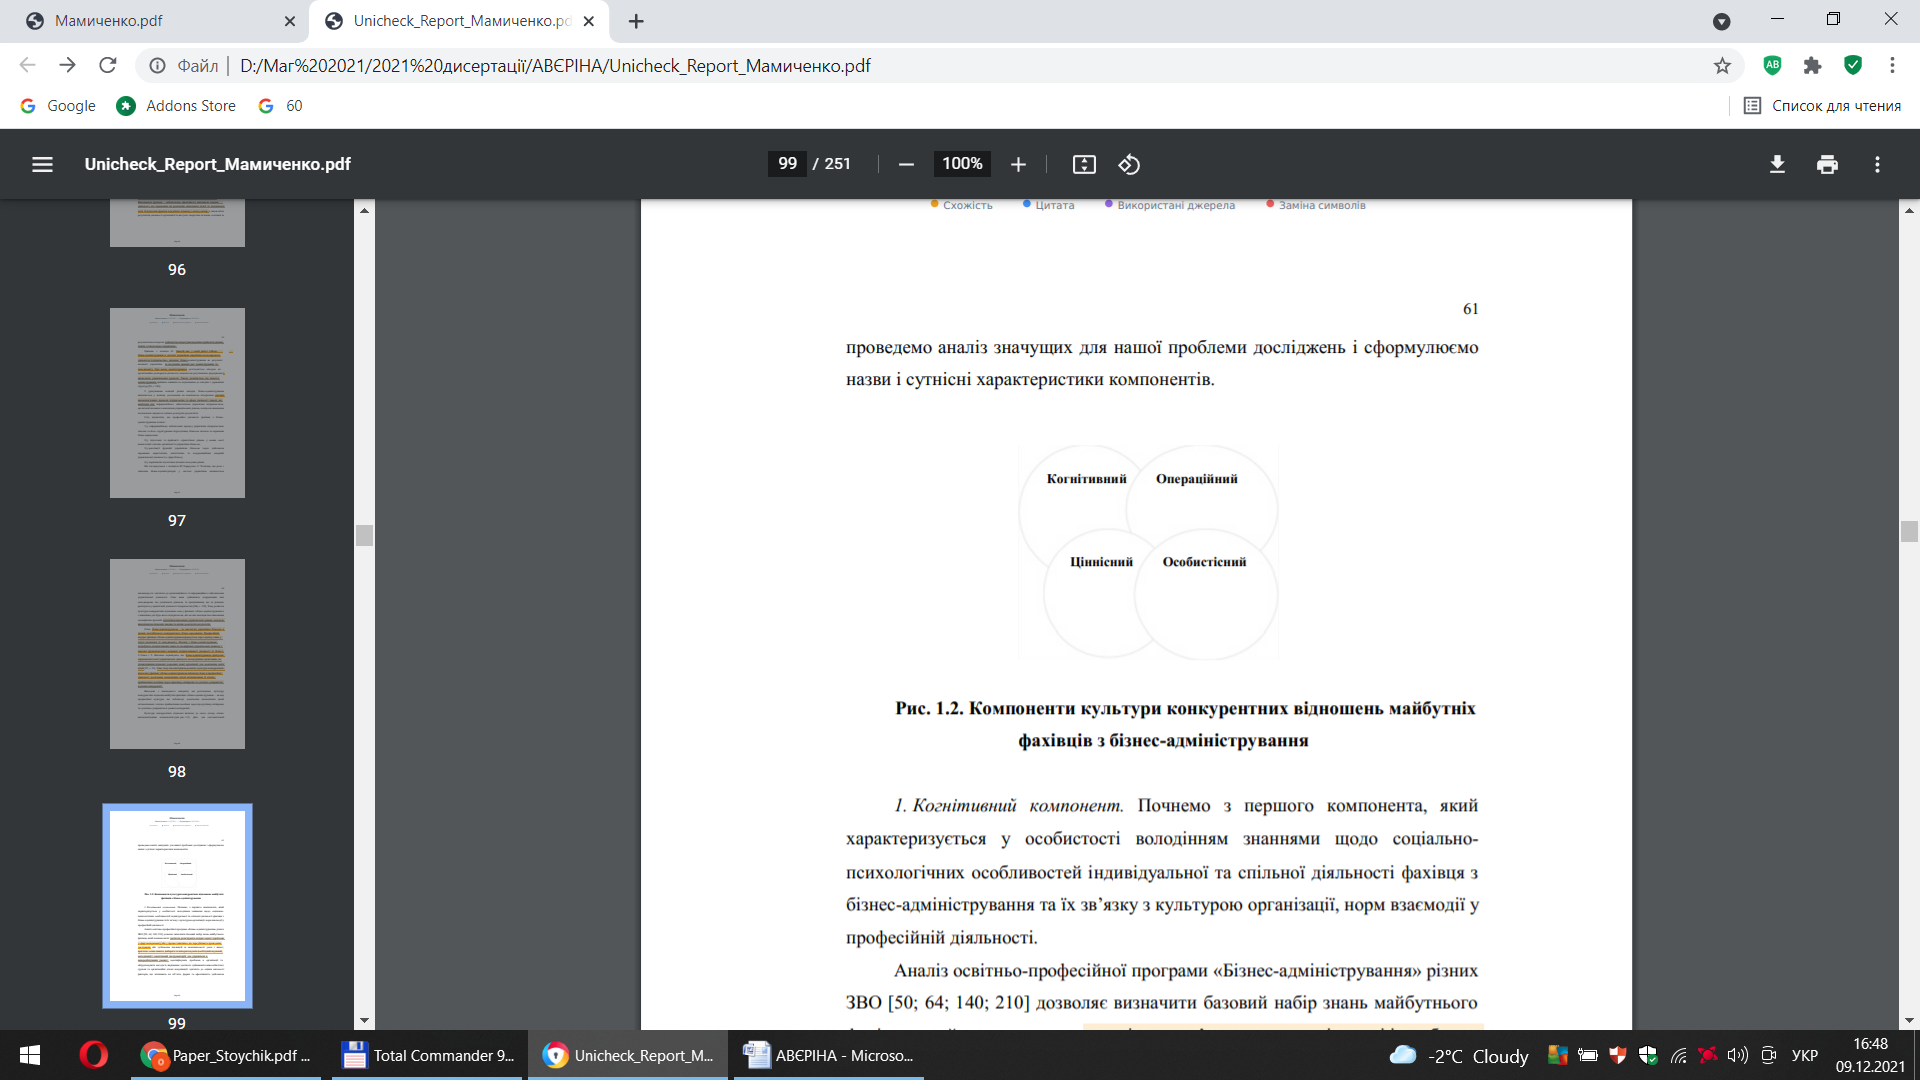 Мамиченко.pdf
Unicheck_Report_Мамиченко.pd
Файл
D:/Маг%202021/2021%20дисертації/АВЄРІНА/Unicheck_Report_Мамиченко.pdf
Google
Addons Store
60
Список для чтения
Unicheck_Report_Мамиченко.pdf
99 / 251
100%
96
97
98
99
Схожість
Цитата
Використані джерела
Заміна символів
61
проведемо аналіз значущих для нашої проблеми досліджень і сформулюємо
назви і сутнісні характеристики компонентів.
Когнітивний
Операційний
Ціннісний
Особистісний
Рис. 1.2. Компоненти культури конкурентних відношень майбутніх
фахівців з бізнес-адміністрування
1. Когнітивний компонент. Почнемо з першого компонента, який
характеризується у особистості володінням знаннями щодо соціально-
психологічних особливостей індивідуальної та спільної діяльності фахівця з
бізнес-адміністрування та їх зв’язку з культурою організації, норм взаємодії у
професійній діяльності.
Аналіз освітньо-професійної програми «Бізнес-адміністрування» різних
ЗВО [50; 64; 140; 210] дозволяє визначити базовий набір знань майбутнього
Paper_Stoychik.pdf ...
Total Commander 9...
Unicheck_Report_M...
АВЄРІНА - Microso...
-2°C Cloudy
УКР
16:48
09.12.2021